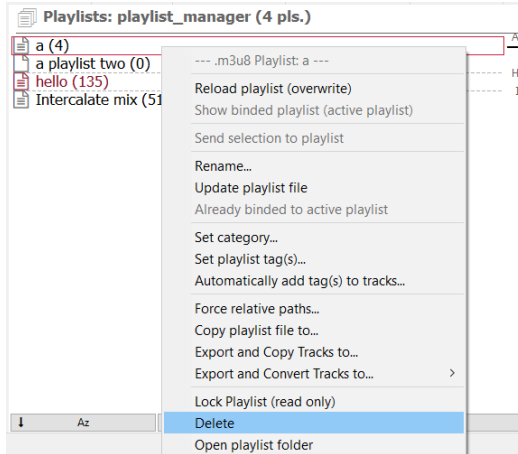 Playlists: playlist_manager (4 pls.)
a (4)
a playlist two (0)
hello (135)
Intercalate mix (51
A
H
I
--- .m3u8 Playlist: a ---
Reload playlist (overwrite)
Show binded playlist (active playlist)
Send selection to playlist
Rename...
Update playlist file
Already binded to active playlist
Set category...
Set playlist tag(s)...
Automatically add tag(s) to tracks...
Force relative paths...
Copy playlist file to...
Export and Copy Tracks to...
Export and Convert Tracks to...
Lock Playlist (read only)
Delete
Open playlist folder
Az